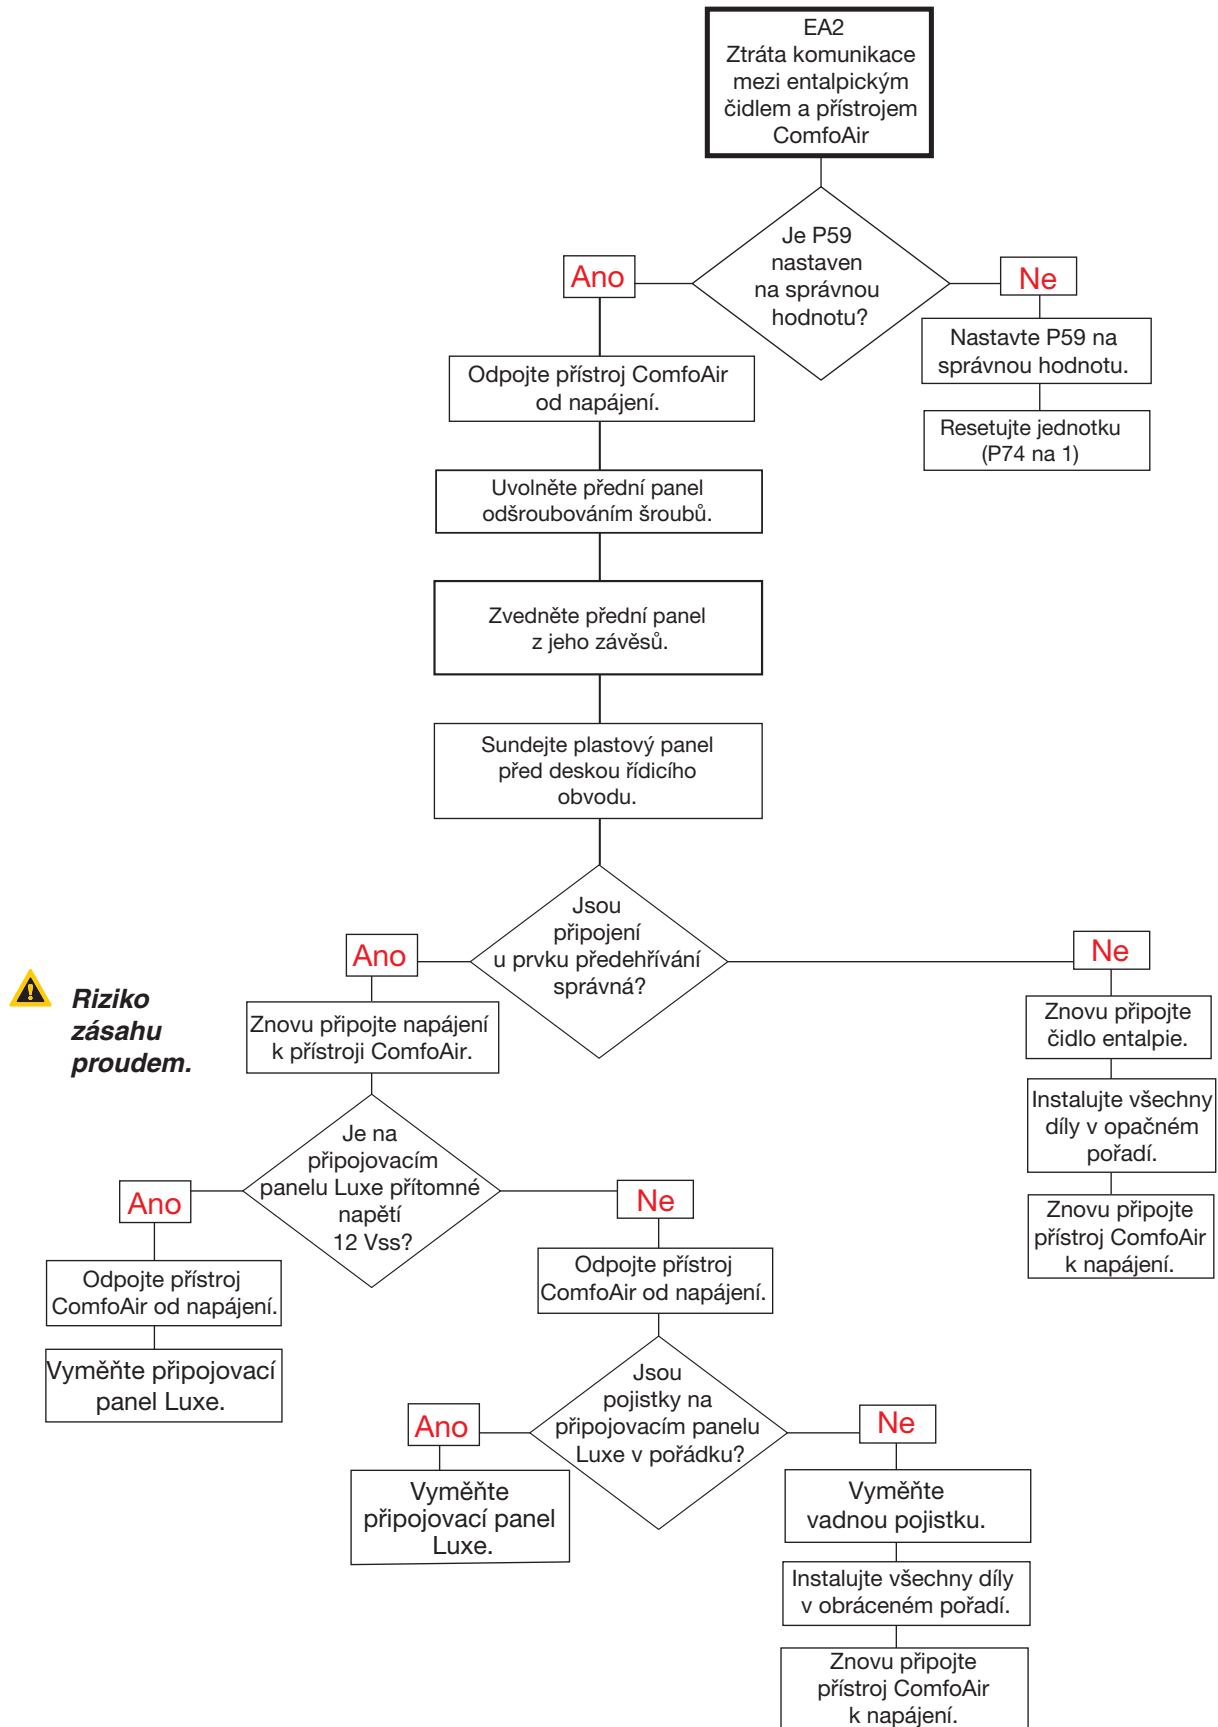 EA2
Ztráta komunikace
mezi entalpickým
čidlem a přístrojem
ComfoAir
Je P59
nastaven
na správnou
hodnotu?
Ano
Ne
Nastavte P59 na
správnou hodnotu.
Resetujte jednotku
(P74 na 1)
Odpojte přístroj ComfoAir
od napájení.
Uvolněte přední panel
odšroubováním šroubů.
Zvedněte přední panel
z jeho závěsů.
Sundejte plastový panel
před deskou řídicího
obvodu.
Jsou
připojení
u prvku předehřívání
správná?
Ano
Ne
Riziko
zásahu
proudem.
Znovu připojte napájení
k přístroji ComfoAir.
Znovu připojte
čidlo entalpie.
Instalujte všechny
díly v opačném
pořadí.
Znovu připojte
přístroj ComfoAir
k napájení.
Je na
připojovacím
panelu Luxe přítomné
napětí
12 Vss?
Ano
Ne
Odpojte přístroj
ComfoAir od napájení.
Vyměňte připojovací
panel Luxe.
Odpojte přístroj
ComfoAir od napájení.
Jsou
pojistky na
připojovacím panelu
Luxe v pořádku?
Ano
Ne
Vyměňte
připojovací panel
Luxe.
Vyměňte
vadnou pojistku.
Instalujte všechny díly
v obráceném pořadí.
Znovu připojte
přístroj ComfoAir
k napájení.